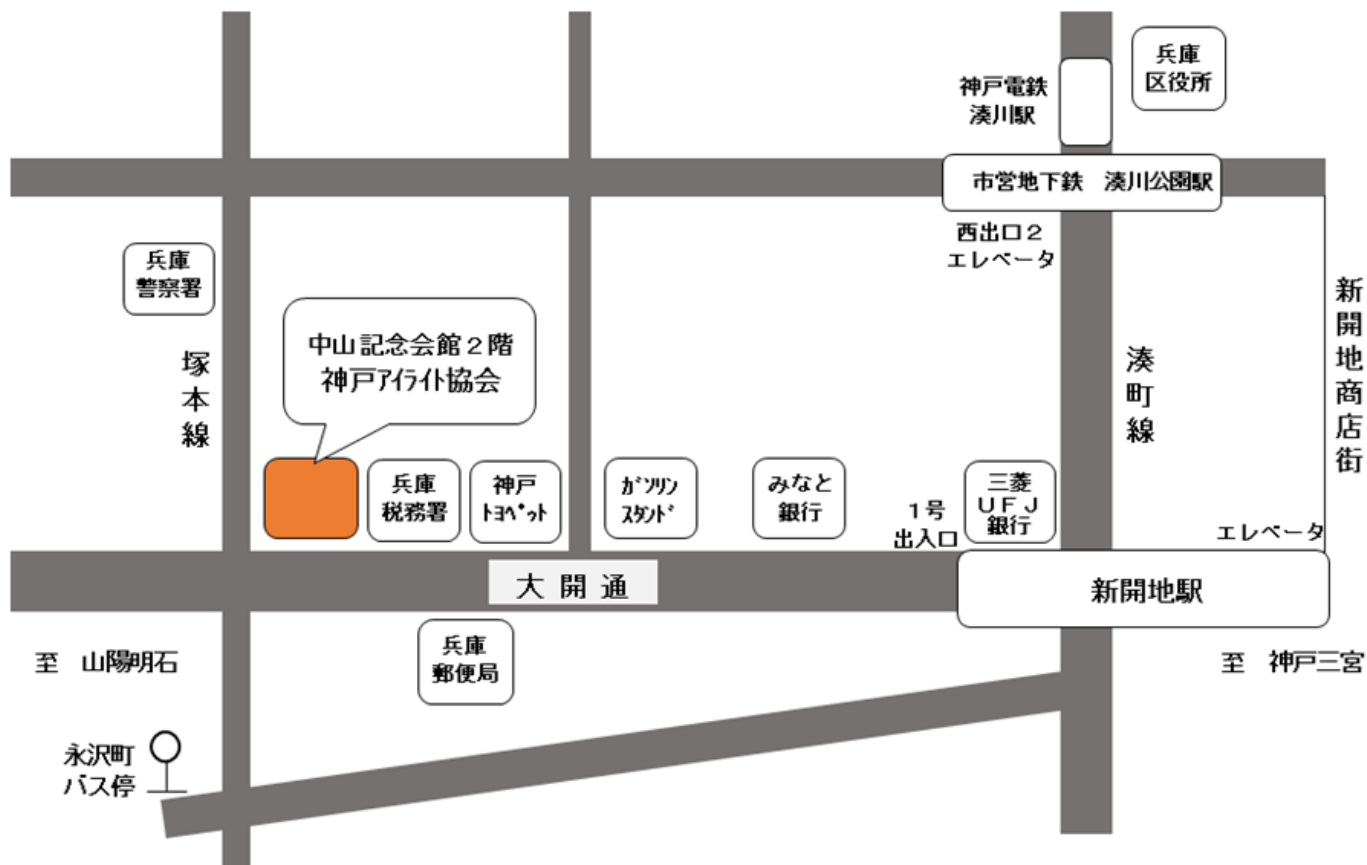 兵庫
区役所
神戸電鉄
湊川駅
市営地下鉄　湊川公園駅
西出口２
エレベータ
兵庫
警察署
新開地商店街
中山記念会館２階
神戸ｱｲﾗｲﾄ協会
塚本線
湊町線
兵庫
税務署
神戸
ﾄﾖﾍﾟｯﾄ
ｶﾞｿﾘﾝ
ｽﾀﾝﾄﾞ
みなと
銀行
１号
出入口
三菱
ＵＦＪ
銀行
エレベータ
大開通
新開地駅
兵庫
郵便局
至　山陽明石
至　神戸三宮
永沢町
バス停